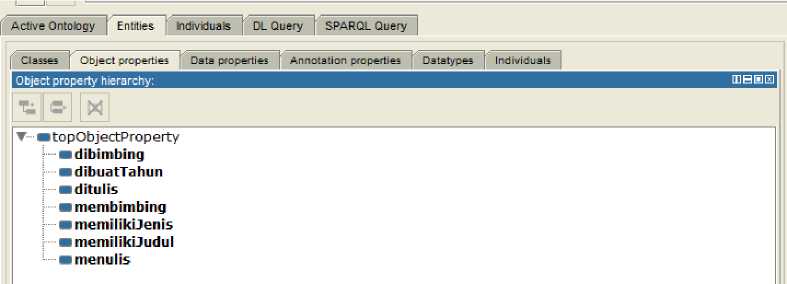 Active Ontology Entities Individuals DL Query SPARQL Query
Classes Object properties Data properties Annotation properties Datatypes Individuals
Object property hierarchy:
topObjectProperty
dibimbing
dibuatTahun
ditulis
membimbing
memilikiJenis
memilikiJudul
menulis